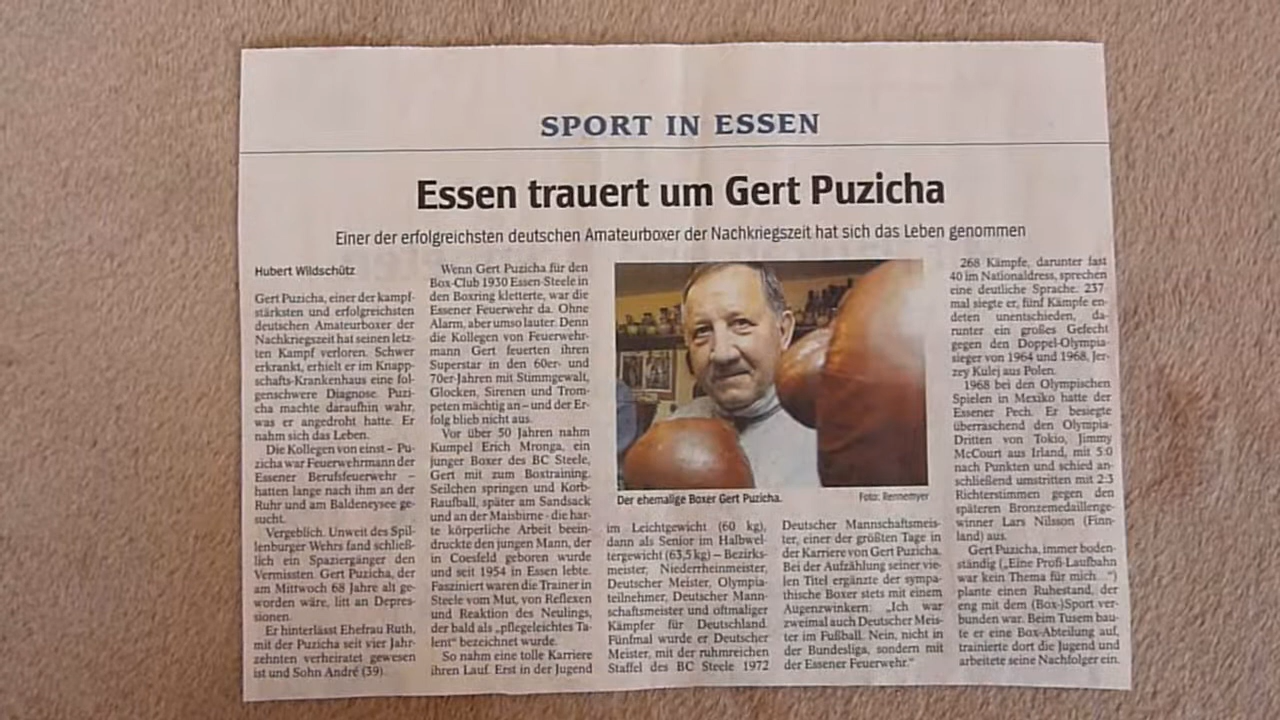 SPORT IN ESSEN
Essen trauert um Gert Puzicha
Einer der erfolgreichsten deutschen Amateurboxer der Nachkriegszeit hat sich das Leben genommen
Hubert Wildschütz
Gert Puzicha, einer der kampf-
stärksten und erfolgreichsten
deutschen Amateurboxer der
Nachkriegszeit hat seinen letz-
ten Kampf verloren. Schwer
erkrankt, erhielt er im Knapp-
schafts-Krankenhaus eine fol-
genschwere Diagnose. Puzi-
cha machte daraufhin wahr,
was er angedroht hatte. Er
nahm sich das Leben.
Die Kollegen von einst – Pu-
zicha war Feuerwehrmann der
Essener Berufsfeuerwehr –
hatten lange nach ihm an der
Ruhr und am Baldeneysee ge-
sucht.
Vergeblich. Unweit des Spil-
lenburger Wehrs fand schließ-
lich ein Spaziergänger den
Vermissten. Gert Puzicha, der
am Mittwoch 68 Jahre alt ge-
worden wäre, litt an Depres-
sionen.
Er hinterlässt Ehefrau Ruth,
mit der Puzicha seit vier Jahr-
zehnten verheiratet gewesen
ist und Sohn André (39).
Wenn Gert Puzicha für den
Box-Club 1930 Essen-Steele in
den Boxring kletterte, war die
Essener Feuerwehr da. Ohne
Alarm, aber umso lauter. Denn
die Kollegen von Feuerwehr-
mann Gert feuerten ihren
Superstar in den 60er- und
70er-Jahren mit Stimmgewalt,
Glocken, Sirenen und Trom-
peten mächtig an – und der Er-
folg blieb nicht aus.
Vor über 50 Jahren nahm
Kumpel Erich Mronga, ein
junger Boxer des BC Steele,
Gert mit zum Boxtraining.
Seilchen springen und Korb-
Raufball, später am Sandsack
und an der Maisbirne - die har-
te körperliche Arbeit beein-
druckte den jungen Mann, der
in Coesfeld geboren wurde
und seit 1954 in Essen lebte.
Fasziniert waren die Trainer in
Steele vom Mut, von Reflexen
und Reaktion des Neulings,
der bald als „pflegeleichtes Ta-
lent" bezeichnet wurde.
So nahm eine tolle Karriere
ihren Lauf. Erst in der Jugend
Der ehemalige Boxer Gert Puzicha.
Foto: Rennemyer
im Leichtgewicht (60 kg),
dann als Senior im Halbwel-
tergewicht (63,5 kg) – Bezirks-
meister, Niederrheinmeister,
Deutscher Meister, Olympia-
teilnehmer, Deutscher Mann-
schaftsmeister und oftmaliger
Kämpfer für Deutschland.
Fünfmal wurde er Deutscher
Meister, mit der ruhmreichen
Staffel des BC Steele 1972
Deutscher Mannschaftsmeis-
ter, einer der größten Tage in
der Karriere von Gert Puzicha.
Bei der Aufzählung seiner vie-
len Titel ergänzte der sympa-
thische Boxer stets mit einem
Augenzwinkern: „Ich war
zweimal auch Deutscher Meis-
ter im Fußball. Nein, nicht in
der Bundesliga, sondern mit
der Essener Feuerwehr."
268 Kämpfe, darunter fast
40 im Nationaldress, sprechen
eine deutliche Sprache. 237
mal siegte er, fünf Kämpfe en-
deten unentschieden, da-
runter ein großes Gefecht
gegen den Doppel-Olympia-
sieger von 1964 und 1968, Jer-
zey Kulej aus Polen.
1968 bei den Olympischen
Spielen in Mexiko hatte der
Essener Pech. Er besiegte
überraschend den Olympia-
Dritten von Tokio, Jimmy
McCourt aus Irland, mit 5:0
nach Punkten und schied an-
schließend umstritten mit 2:3
Richterstimmen gegen den
späteren Bronzemedaillenge-
winner Lars Nilsson (Finn-
land) aus.
Gert Puzicha, immer boden-
ständig („Eine Profi-Laufbahn
war kein Thema für mich...")
plante einen Ruhestand, der
eng mit dem (Box-)Sport ver-
bunden war. Beim Tusem bau-
te er eine Box-Abteilung auf,
trainierte dort die Jugend und
arbeitete seine Nachfolger ein.